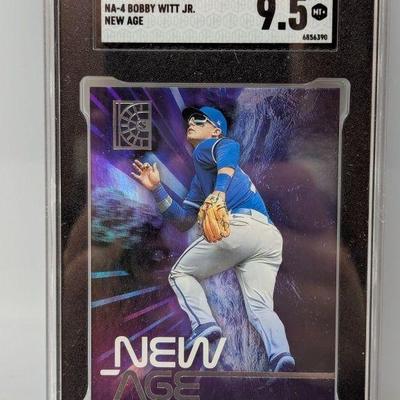 NA-4 BOBBY WITT JR.
NEW AGE
9.5
MT+
6856390
NEW
AGE